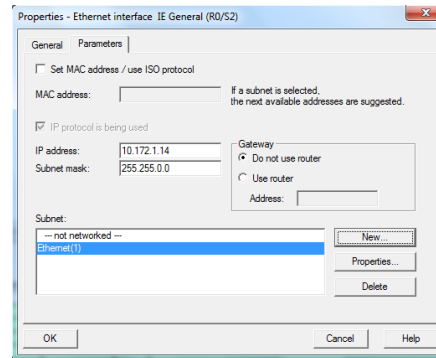 Properties - Ethernet interface IE General (R0/S2)
General
Parameters
Set MAC address / use ISO protocol
MAC address:
If a subnet is selected,
the next available addresses are suggested.
IP protocol is being used
IP address:
10.172.1.14
Subnet mask:
255.255.0.0
Gateway
Do not use router
Use router
Address:
Subnet:
--- not networked ---
Ethernet(1)
New...
Properties...
Delete
OK
Cancel
Help